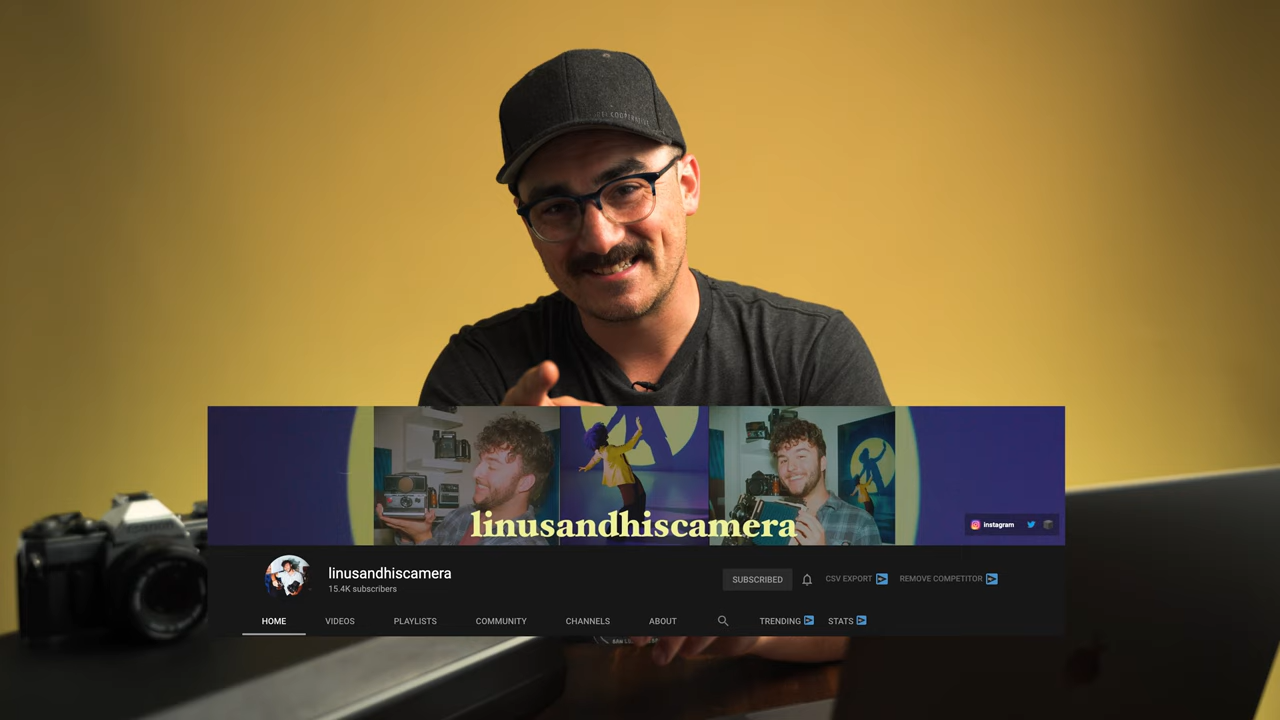 linusandhiscamera
Instagram
linusandhiscamera
15.4K subscribers
SUBSCRIBED
CSV EXPORT
REMOVE COMPETITOR
HOME
VIDEOS
PLAYLISTS
COMMUNITY
CHANNELS
ABOUT
TRENDING
STATS